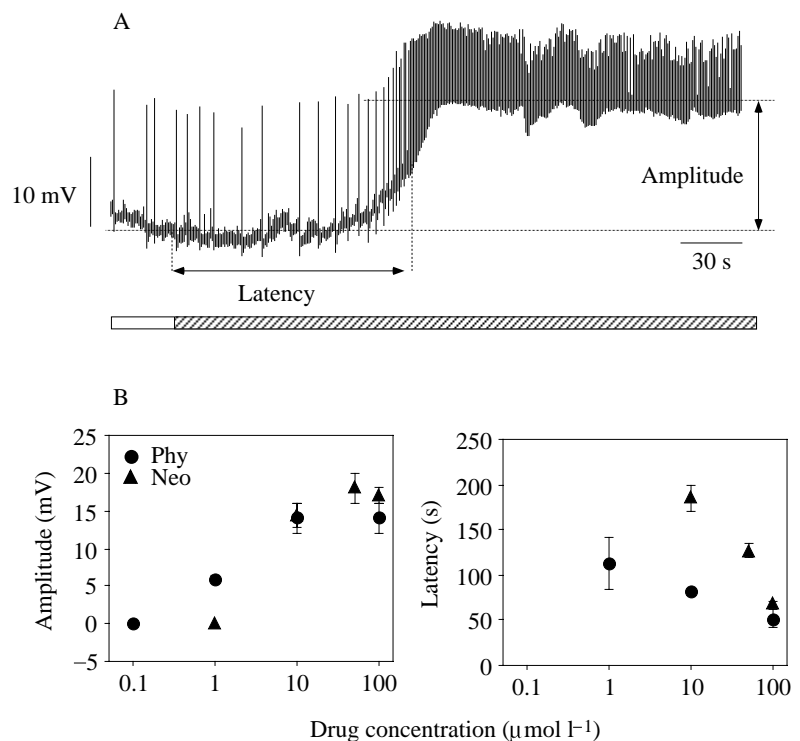 A
10 mV
Amplitude
30 s
Latency
B
25
20
15
10
5
0
−5
Amplitude (mV)
Phy
Neo
0.1 1 10 100
250
200
150
100
50
0
Latency (s)
0.1 1 10 100
Drug concentration (μmol l⁻¹)